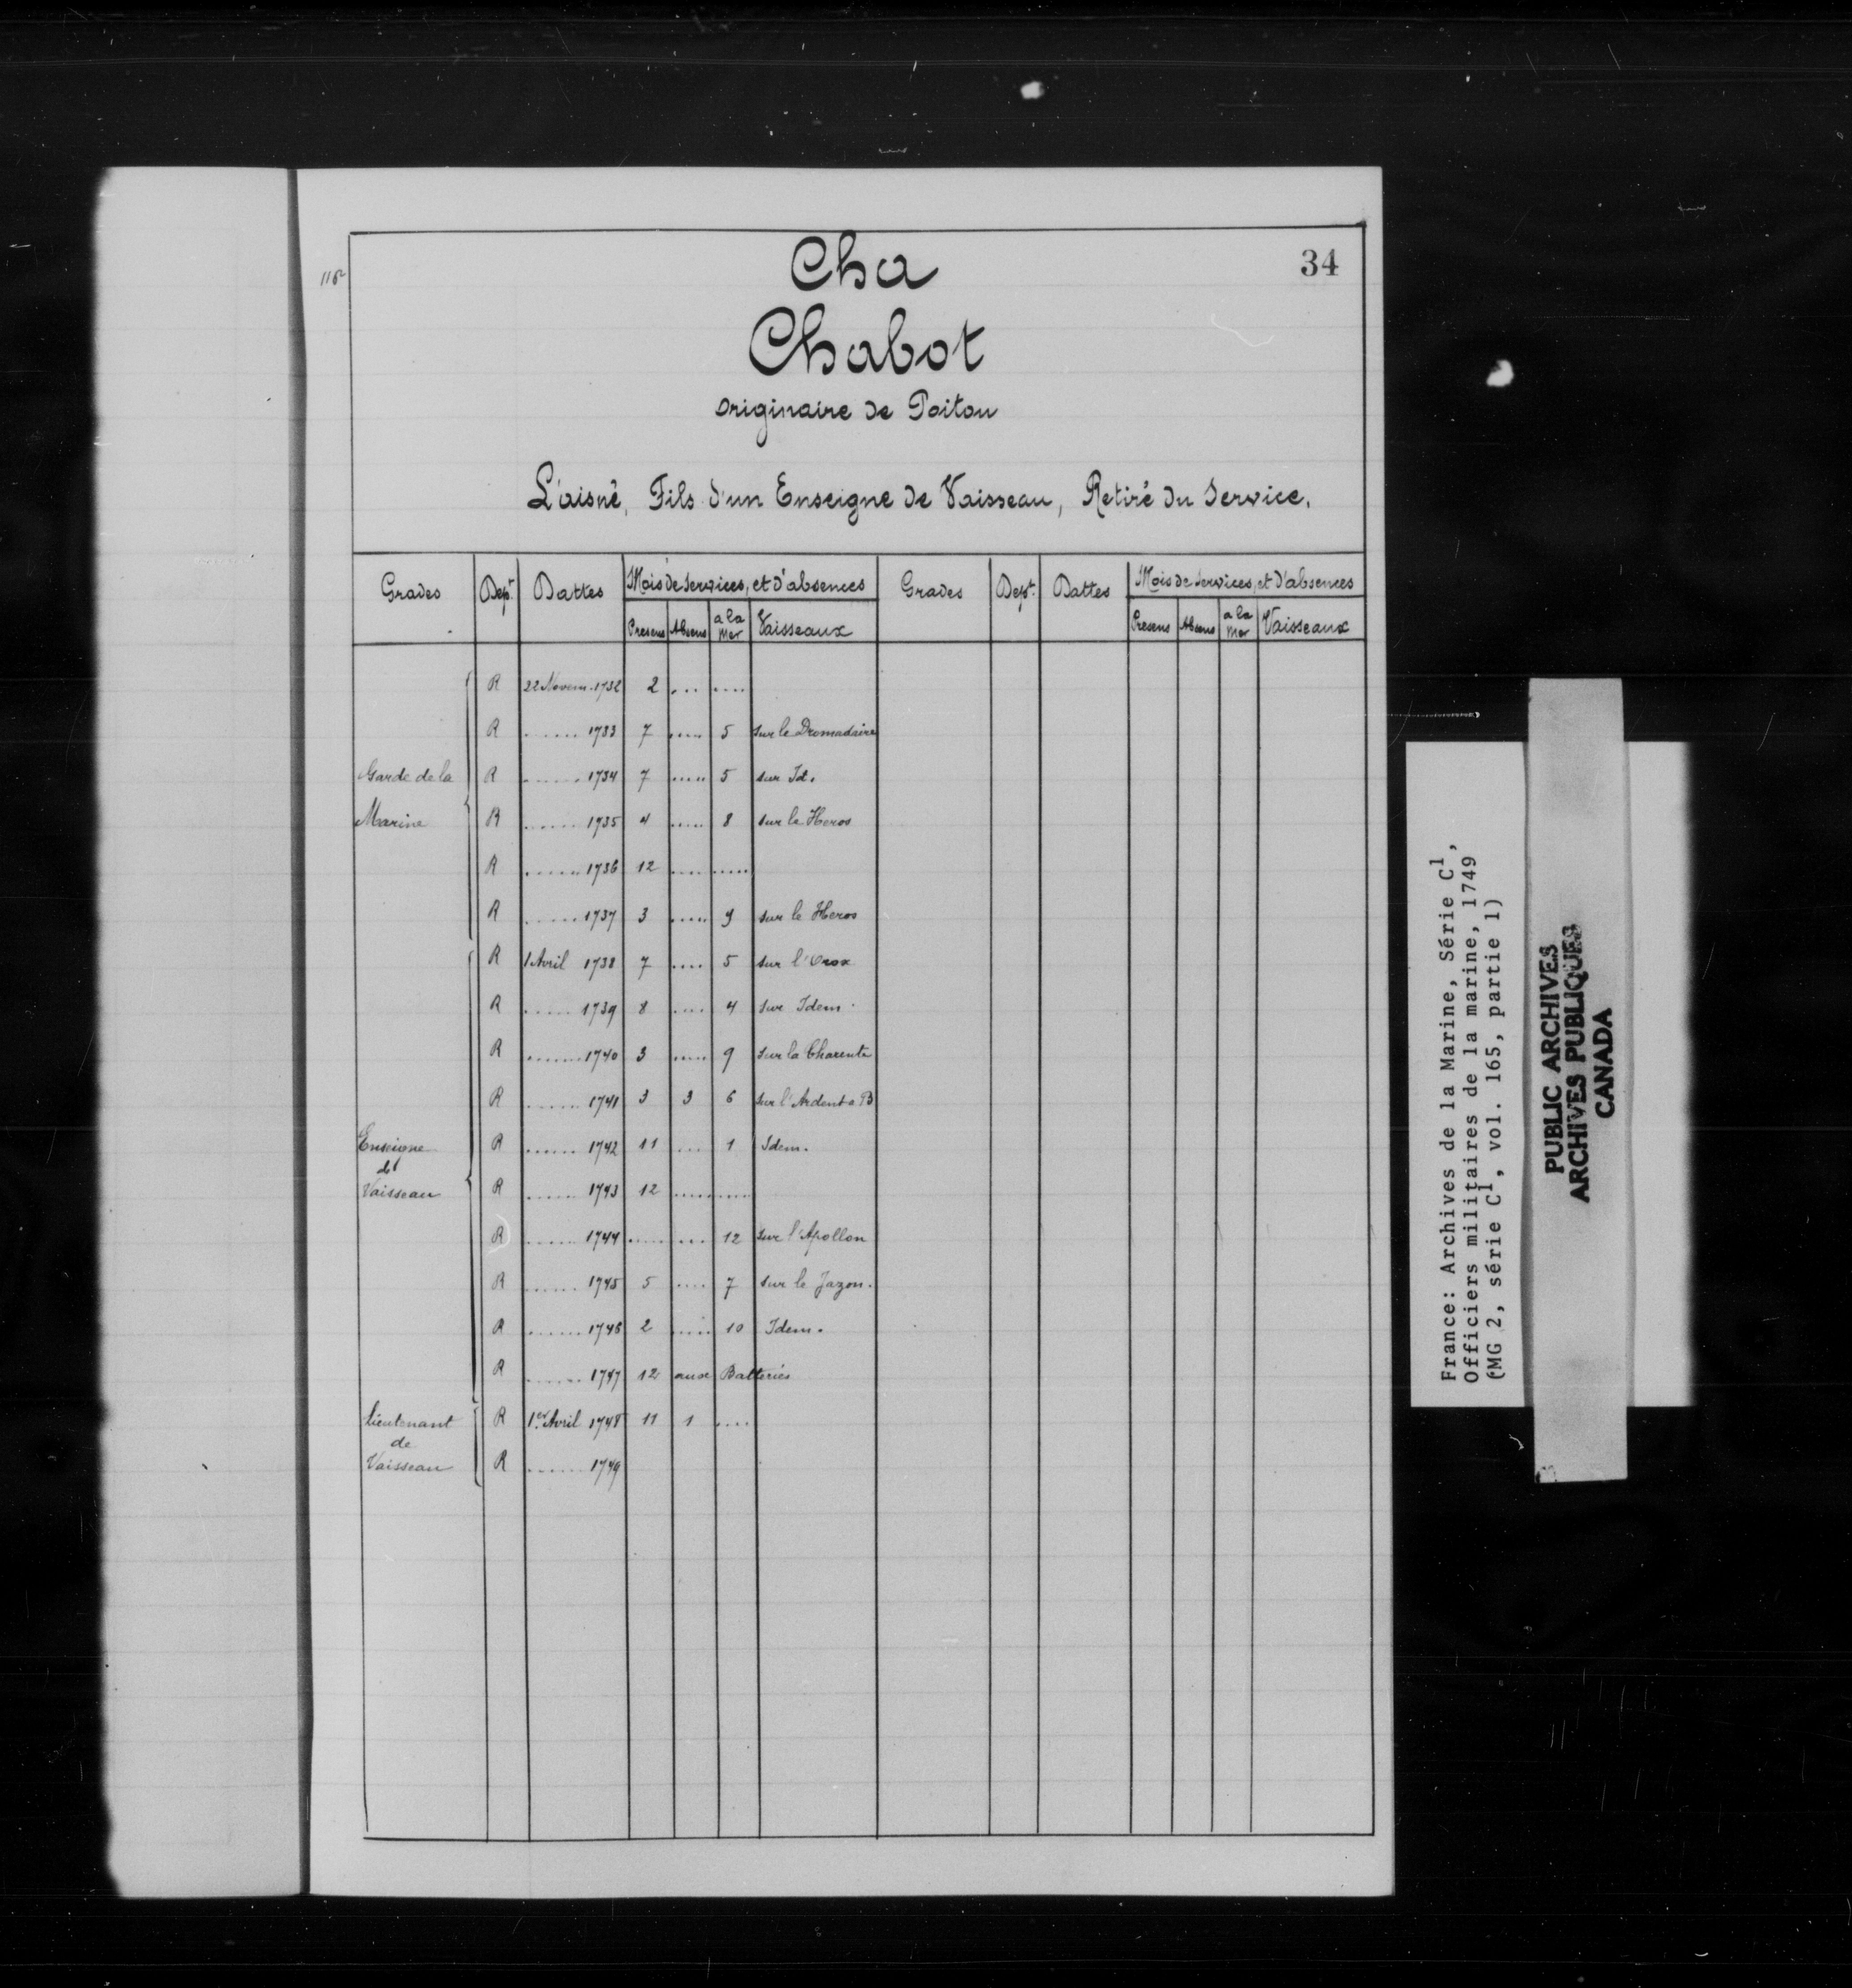 34
Cha
Chabot
Originaire de Poitou
L'aisné, Fils d'un Enseigne de Vaisseau, Retiré du Service.
Grades Dept. Dattes Mois de services, et d'absences Grades Dept. Dattes Mois de services, et d'absences
Presens Absens a la Mer Vaisseaux Presens Absens a la Mer Vaisseaux
R 22 Novem. 1732 2 ... ....
R ...... 1733 7 ..... 5 sur le Dromadaire
Garde de la R ...... 1734 7 ..... 5 sur Id.
Marine R ...... 1735 4 ..... 8 sur le Heros
R ...... 1736 12 .... .....
R ...... 1737 3 ..... 9 sur le Heros
R 1 Avril 1738 7 .... 5 sur l'Orox
R ..... 1739 8 .... 4 sur Idem.
R ....... 1740 3 ..... 9 sur la Charente
R ....... 1741 3 3 6 sur l'Ardent a B
Enseigne R ...... 1742 11 ... 1 Idem.
de
Vaisseau R ....... 1743 12 .... ....
R ....... 1744 ..... ... 12 sur l'Apollon
R ...... 1745 5 .... 7 sur le Jazon.
R ....... 1746 2 ..... 10 Idem.
R ....... 1747 12 aux Batteries
Lieutenant R 1er Avril 1748 11 1 ....
de
Vaisseau R ....... 1749
France: Archives de la Marine, Série C1,
Officiers militaires de la marine, 1749
(MG 2, série C1, vol. 165, partie 1)
PUBLIC ARCHIVES
ARCHIVES PUBLIQUES
CANADA